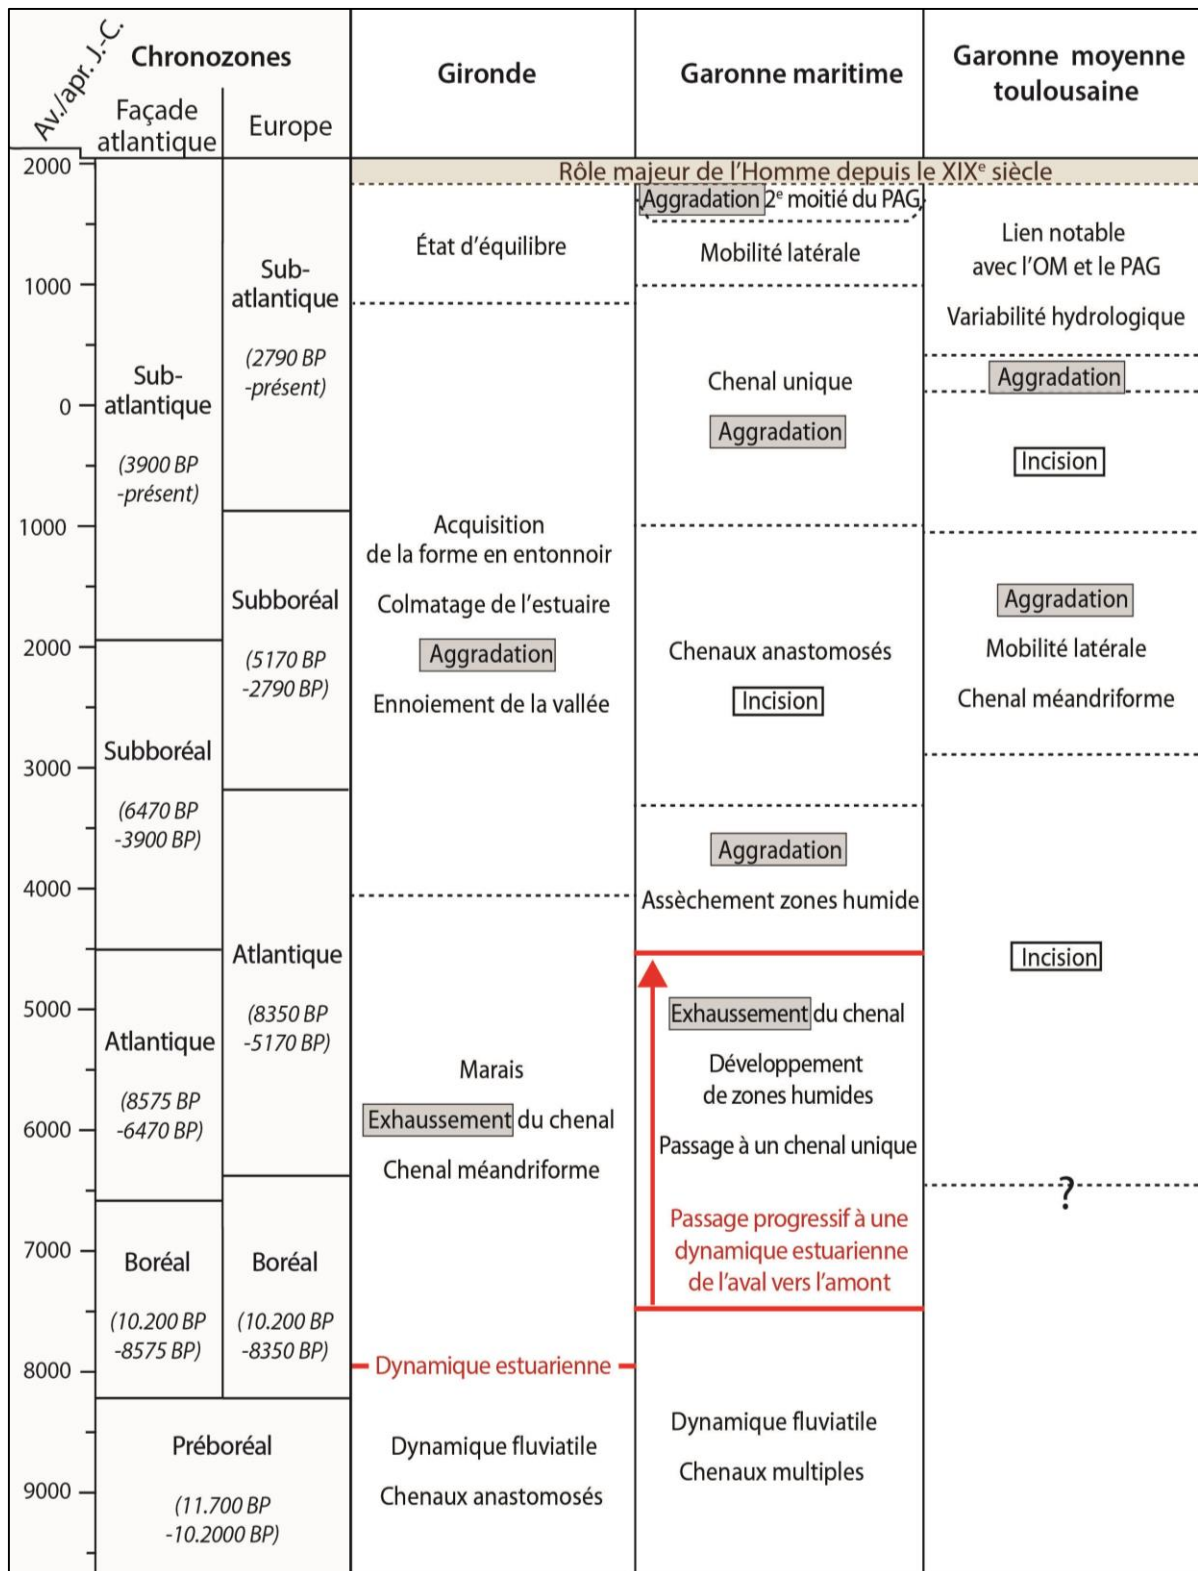 Av./apr. J.-C.
Chronozones
Façade
atlantique
Europe
Gironde
Garonne maritime
Garonne moyenne
toulousaine
2000
1000
0
1000
2000
3000
4000
5000
6000
7000
8000
9000
Sub-
atlantique
(3900 BP
-présent)
Subboréal
(6470 BP
-3900 BP)
Atlantique
(8575 BP
-6470 BP)
Boréal
(10.200 BP
-8575 BP)
Sub-
atlantique
(2790 BP
-présent)
Subboréal
(5170 BP
-2790 BP)
Atlantique
(8350 BP
-5170 BP)
Boréal
(10.200 BP
-8350 BP)
Préboréal
(11.700 BP
-10.2000 BP)
Rôle majeur de l'Homme depuis le XIXe siècle
État d'équilibre
Acquisition
de la forme en entonnoir
Colmatage de l'estuaire
Aggradation
Ennoiement de la vallée
Marais
Exhaussement du chenal
Chenal méandriforme
Dynamique estuarienne
Dynamique fluviatile
Chenaux anastomosés
Aggradation 2e moitié du PAG
Mobilité latérale
Chenal unique
Aggradation
Chenaux anastomosés
Incision
Aggradation
Assèchement zones humide
Exhaussement du chenal
Développement
de zones humides
Passage à un chenal unique
Passage progressif à une
dynamique estuarienne
de l'aval vers l'amont
Dynamique fluviatile
Chenaux multiples
Lien notable
avec l'OM et le PAG
Variabilité hydrologique
Aggradation
Incision
Aggradation
Mobilité latérale
Chenal méandriforme
Incision
?